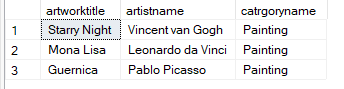 artworktitle artistname catrgoryname
1 Starry Night Vincent van Gogh Painting
2 Mona Lisa Leonardo da Vinci Painting
3 Guernica Pablo Picasso Painting